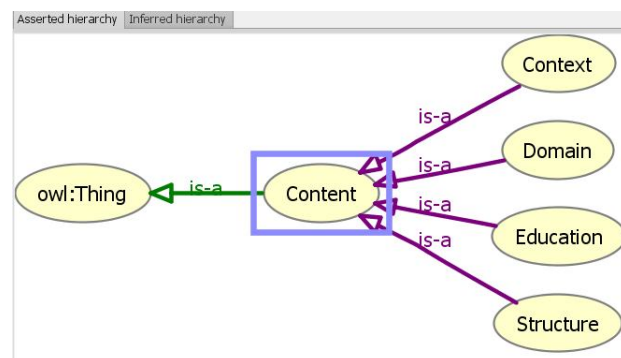 Asserted hierarchy Inferred hierarchy
Context
is-a
is-a
Domain
owl:Thing
is-a
Content
is-a
Education
is-a
Structure